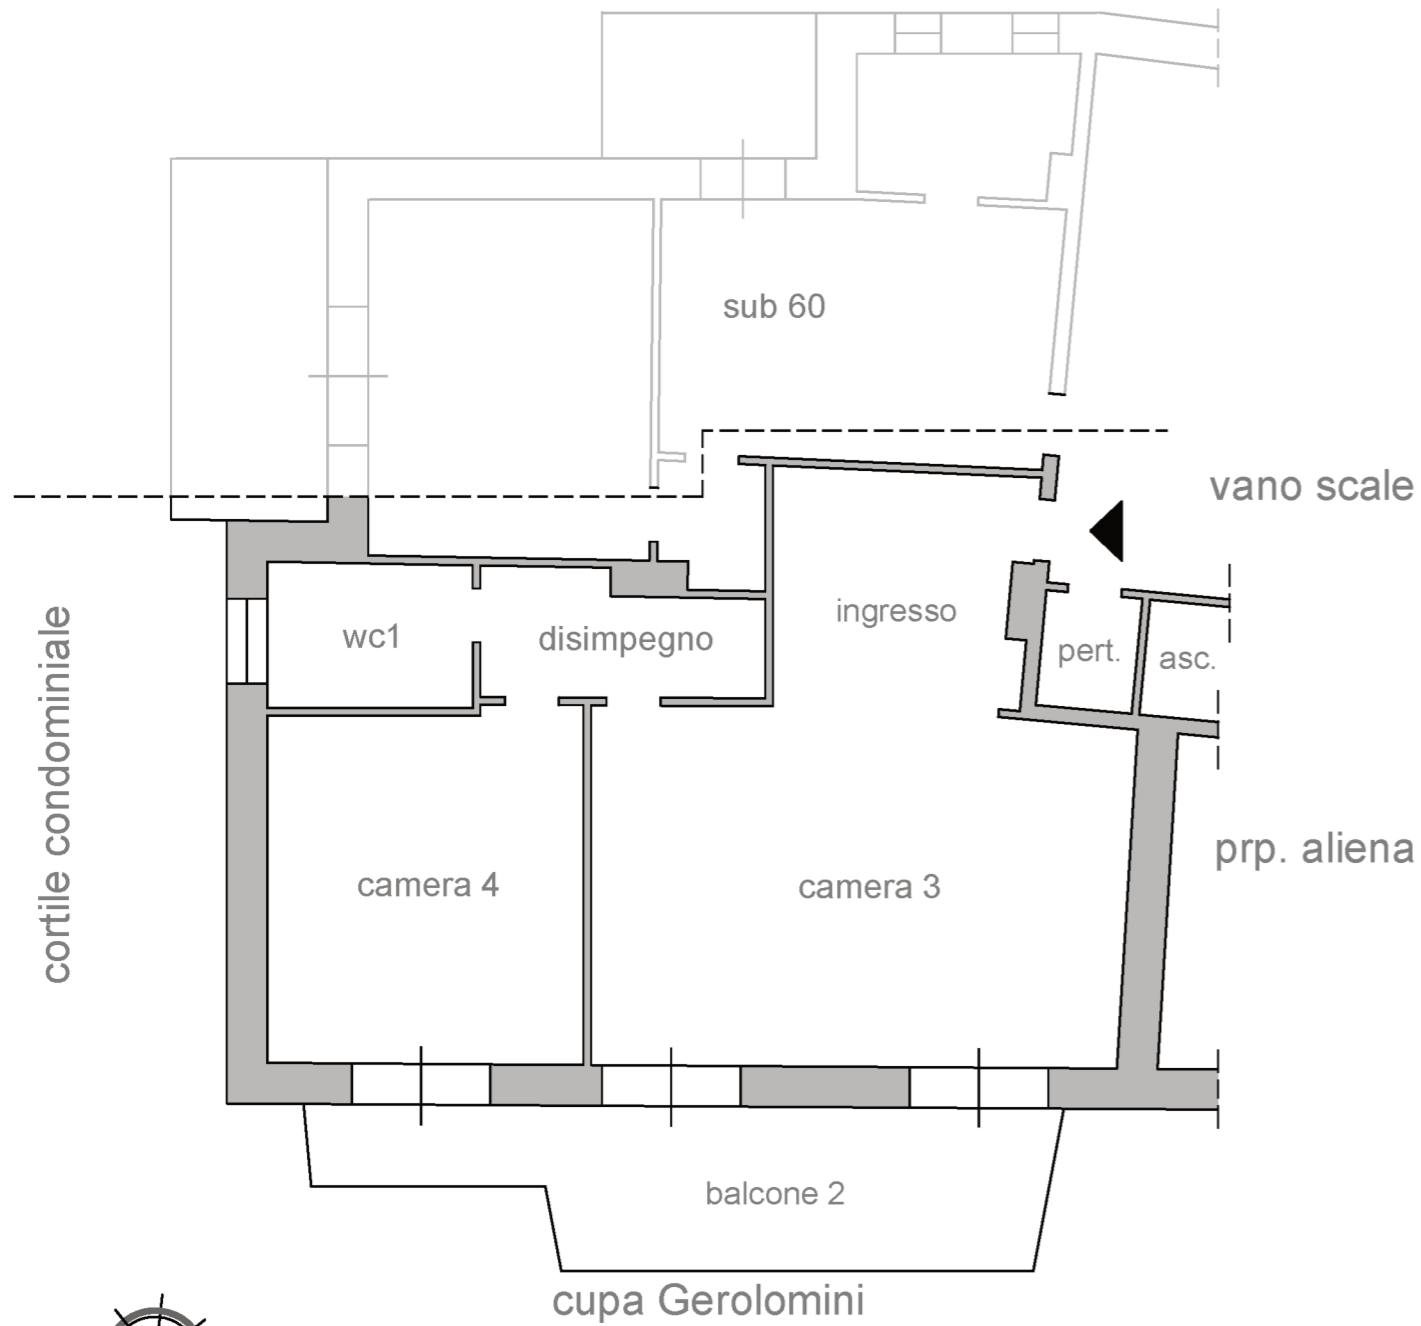 sub 60
vano scale
ingresso
wc1
disimpegno
pert.
asc.
cortile condominiale
prp. aliena
camera 4
camera 3
balcone 2
cupa Gerolomini